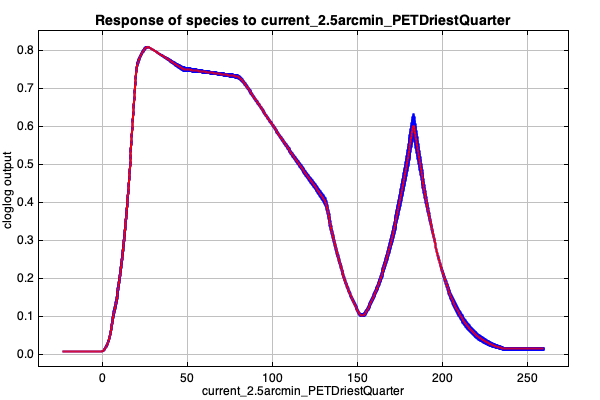 Response of species to current_2.5arcmin_PETDriestQuarter
0.8
0.7
0.6
0.5
0.4
0.3
0.2
0.1
0.0
cloglog output
0 50 100 150 200 250
current_2.5arcmin_PETDriestQuarter